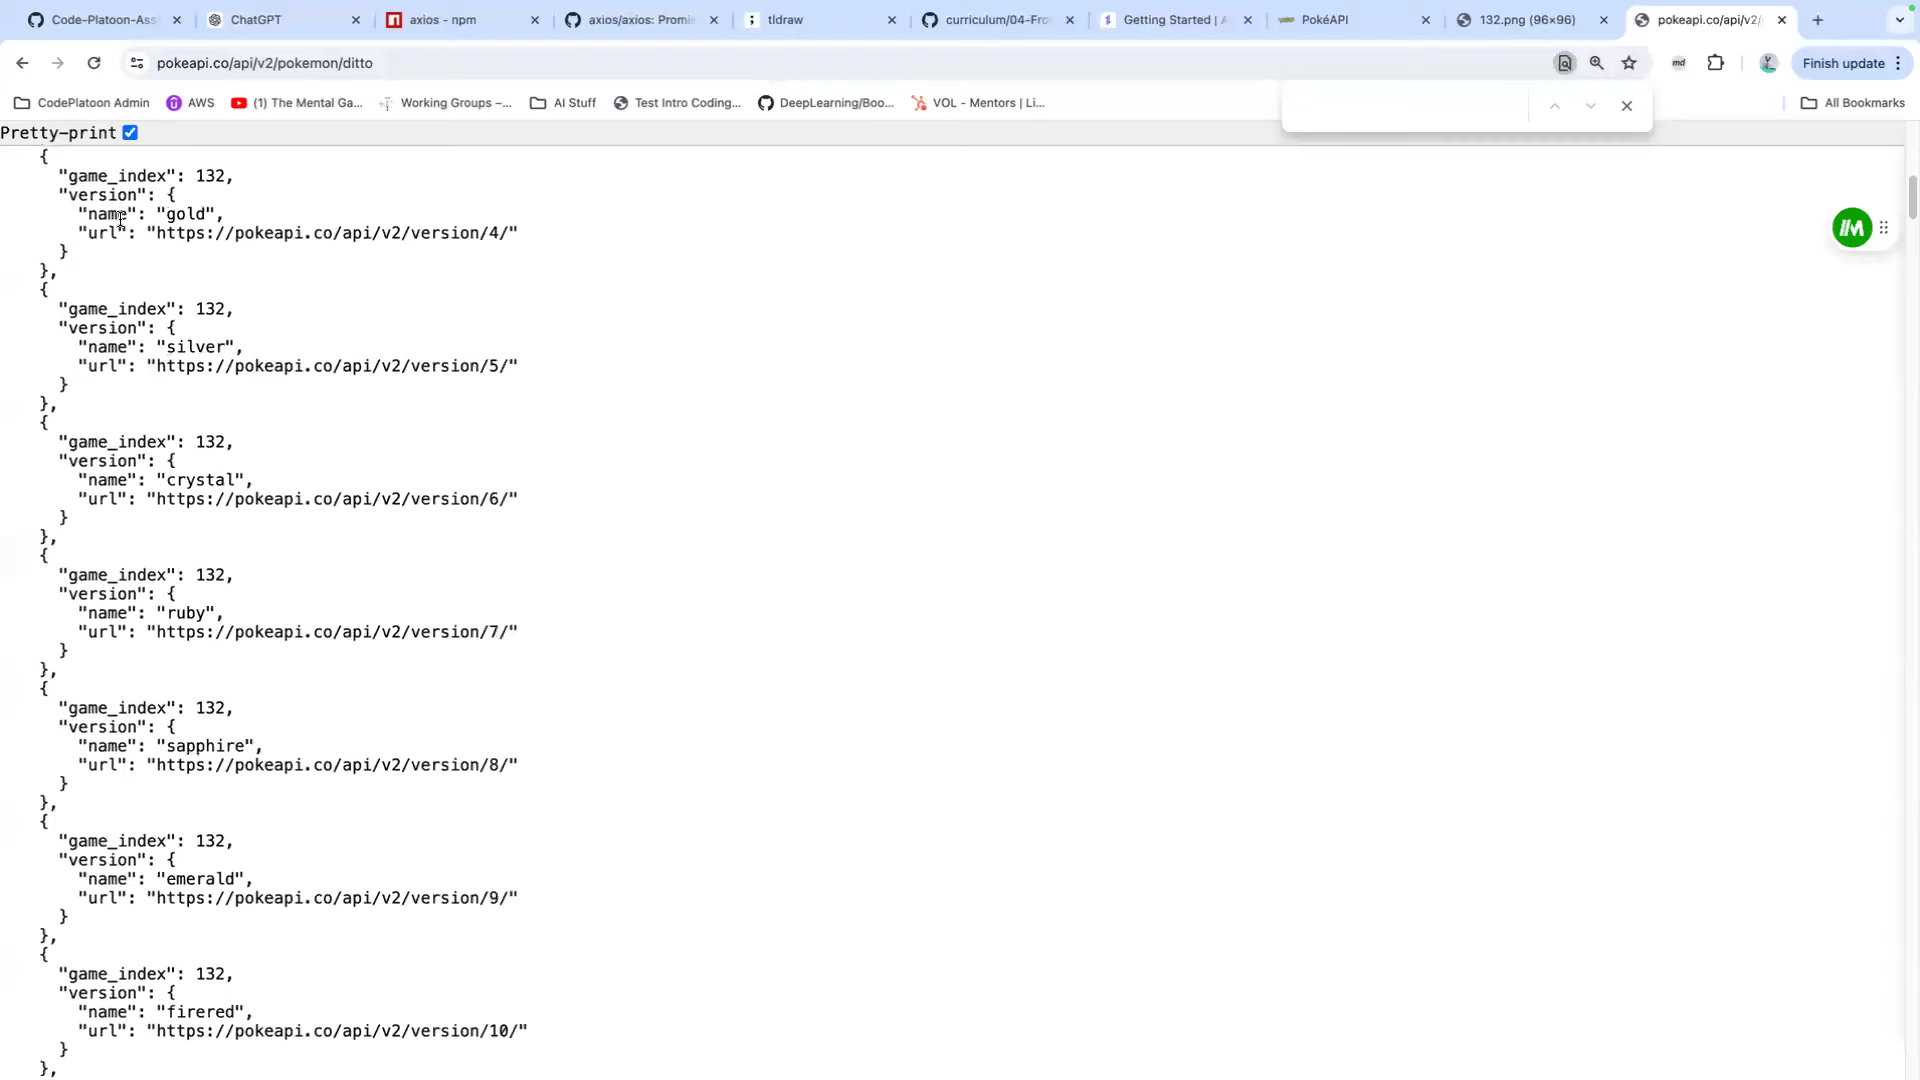 Code-Platoon-Ass
ChatGPT
axios - npm
axios/axios: Promi
tldraw
curriculum/04-Fro
Getting Started | A
PokéAPI
132.png (96×96)
pokeapi.co/api/v2/
pokeapi.co/api/v2/pokemon/ditto
md
Finish update
CodePlatoon Admin
AWS
(1) The Mental Ga...
Working Groups –...
AI Stuff
Test Intro Coding...
DeepLearning/Boo...
VOL - Mentors | Li...
All Bookmarks
Pretty-print
{
"game_index": 132,
"version": {
"name": "gold",
"url": "https://pokeapi.co/api/v2/version/4/"
}
},
{
"game_index": 132,
"version": {
"name": "silver",
"url": "https://pokeapi.co/api/v2/version/5/"
}
},
{
"game_index": 132,
"version": {
"name": "crystal",
"url": "https://pokeapi.co/api/v2/version/6/"
}
},
{
"game_index": 132,
"version": {
"name": "ruby",
"url": "https://pokeapi.co/api/v2/version/7/"
}
},
{
"game_index": 132,
"version": {
"name": "sapphire",
"url": "https://pokeapi.co/api/v2/version/8/"
}
},
{
"game_index": 132,
"version": {
"name": "emerald",
"url": "https://pokeapi.co/api/v2/version/9/"
}
},
{
"game_index": 132,
"version": {
"name": "firered",
"url": "https://pokeapi.co/api/v2/version/10/"
}
},